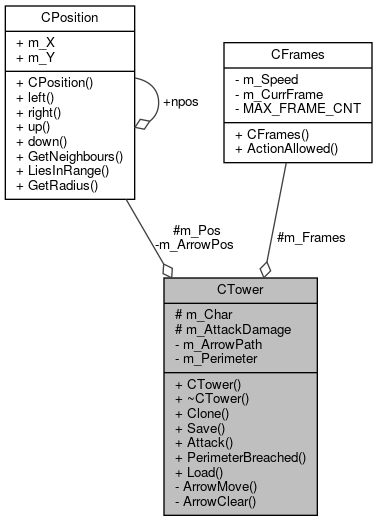 CPosition
+ m_X
+ m_Y
+ CPosition()
+ left()
+ right()
+ up()
+ down()
+ GetNeighbours()
+ LiesInRange()
+ GetRadius()
+npos
CFrames
- m_Speed
- m_CurrFrame
- MAX_FRAME_CNT
+ CFrames()
+ ActionAllowed()
#m_Pos
-m_ArrowPos
#m_Frames
CTower
# m_Char
# m_AttackDamage
- m_ArrowPath
- m_Perimeter
+ CTower()
+ ~CTower()
+ Clone()
+ Save()
+ Attack()
+ PerimeterBreached()
+ Load()
- ArrowMove()
- ArrowClear()